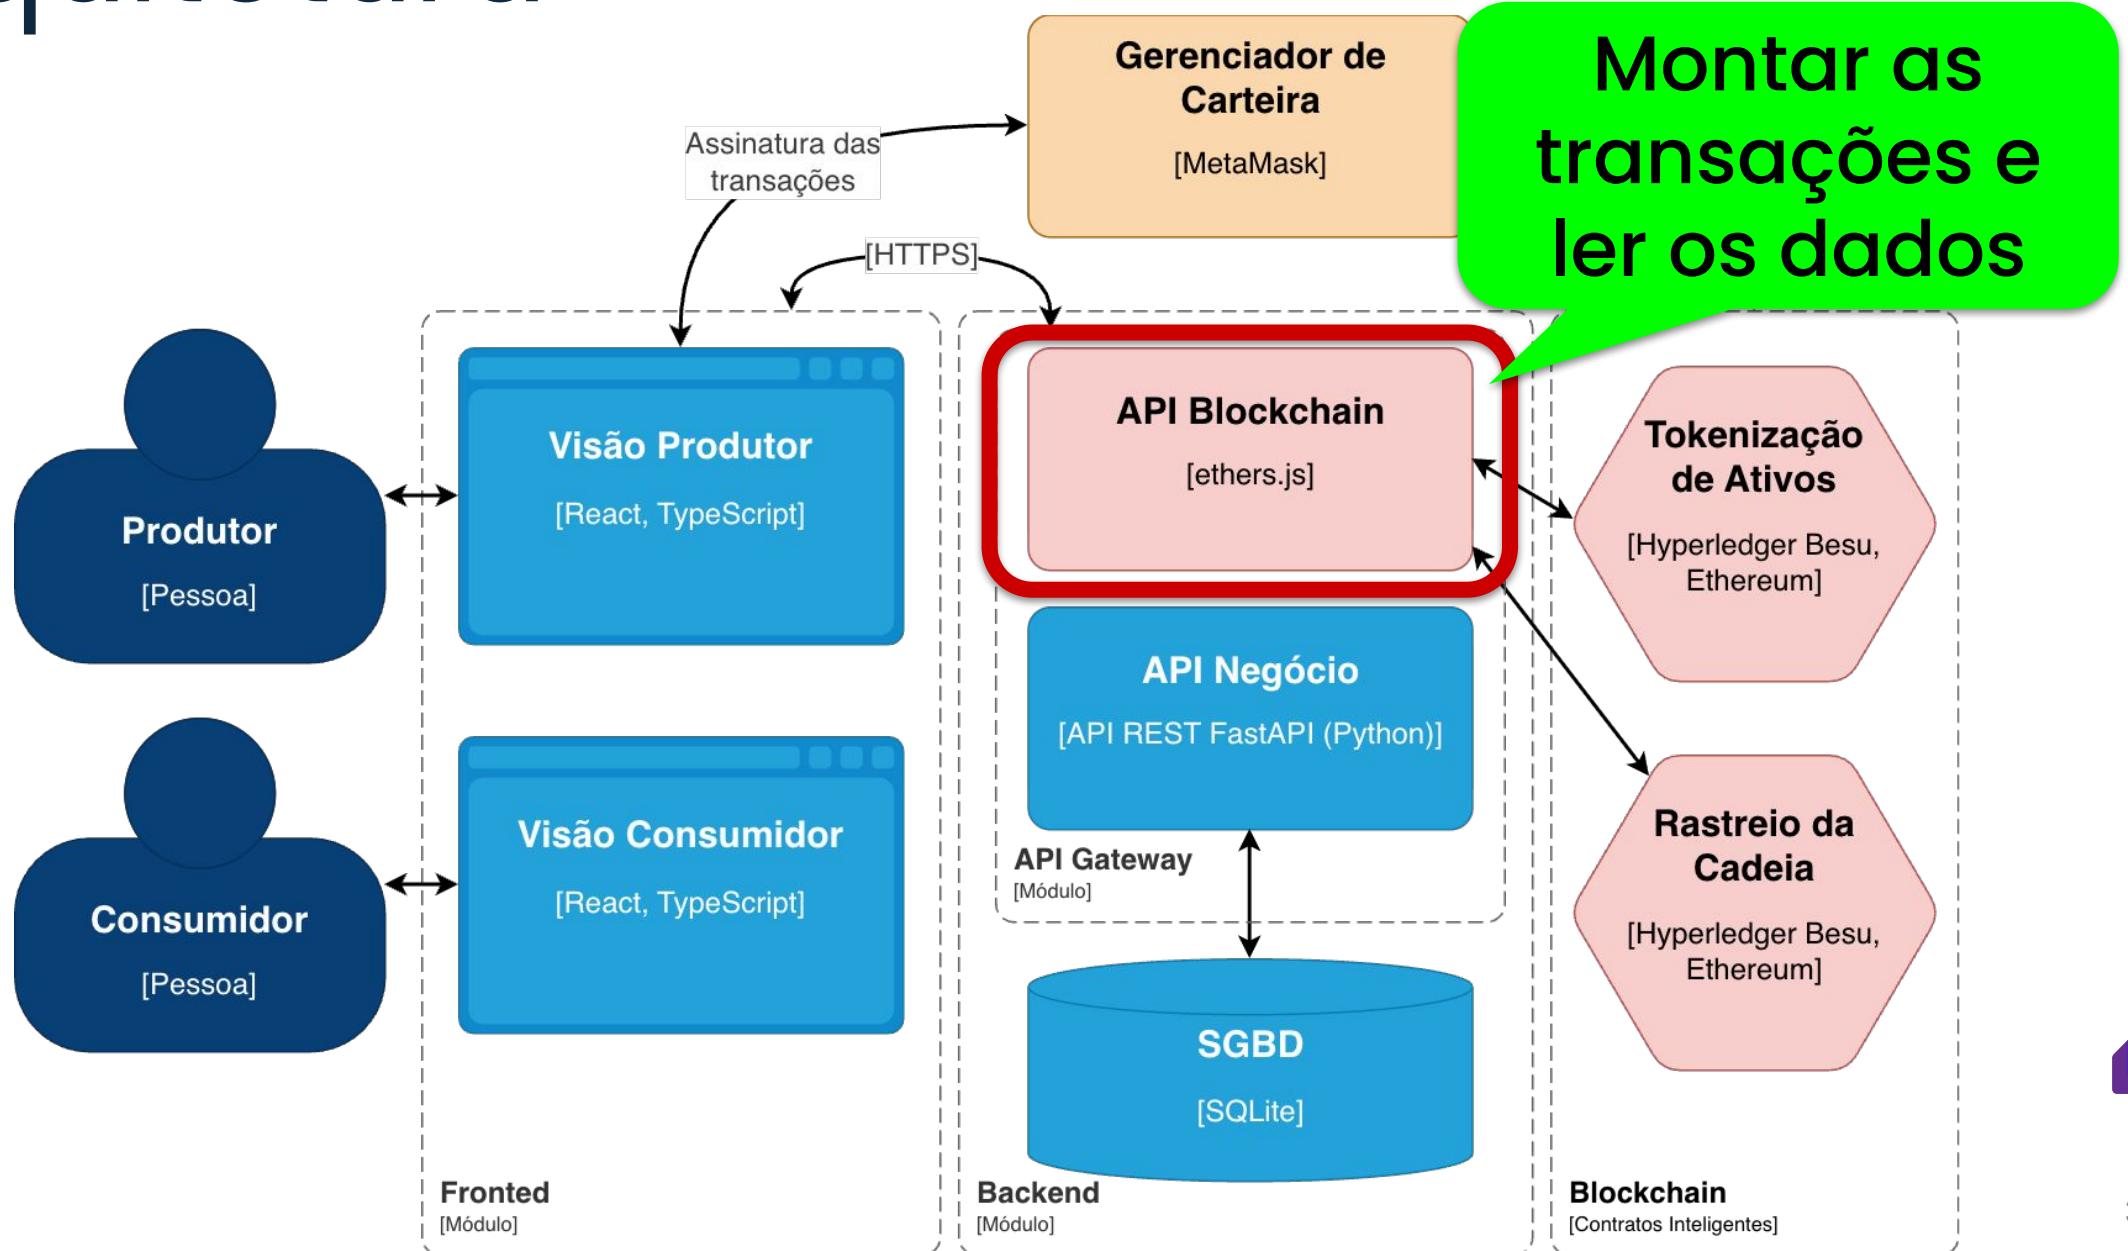 Gerenciador de
Carteira
[MetaMask]
Montar as
transações e
ler os dados
Assinatura das
transações
[HTTPS]
Produtor
[Pessoa]
Visão Produtor
[React, TypeScript]
API Blockchain
[ethers.js]
Tokenização
de Ativos
[Hyperledger Besu,
Ethereum]
API Negócio
[API REST FastAPI (Python)]
API Gateway
[Módulo]
Consumidor
[Pessoa]
Visão Consumidor
[React, TypeScript]
Rastreio da
Cadeia
[Hyperledger Besu,
Ethereum]
SGBD
[SQLite]
Fronted
[Módulo]
Backend
[Módulo]
Blockchain
[Contratos Inteligentes]